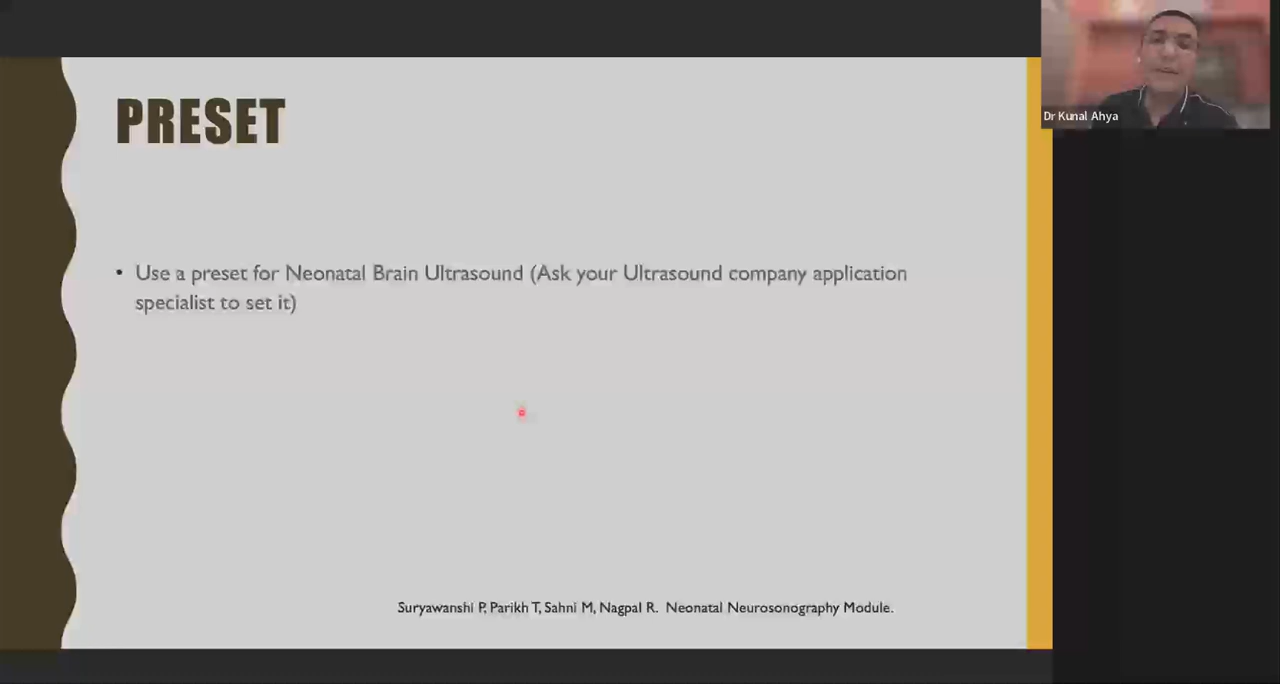 PRESET
• Use a preset for Neonatal Brain Ultrasound (Ask your Ultrasound company application
specialist to set it)
Suryawanshi P, Parikh T, Sahni M, Nagpal R. Neonatal Neurosonography Module.
Dr Kunal Ahya